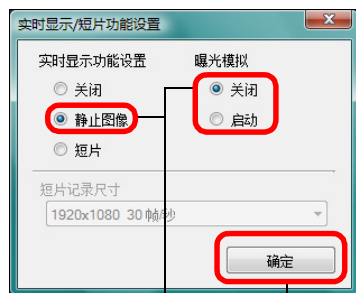 实时显示/短片功能设置
实时显示功能设置 曝光模拟
关闭 关闭
静止图像 启动
短片
短片记录尺寸
1920x1080 30帧/秒
确定